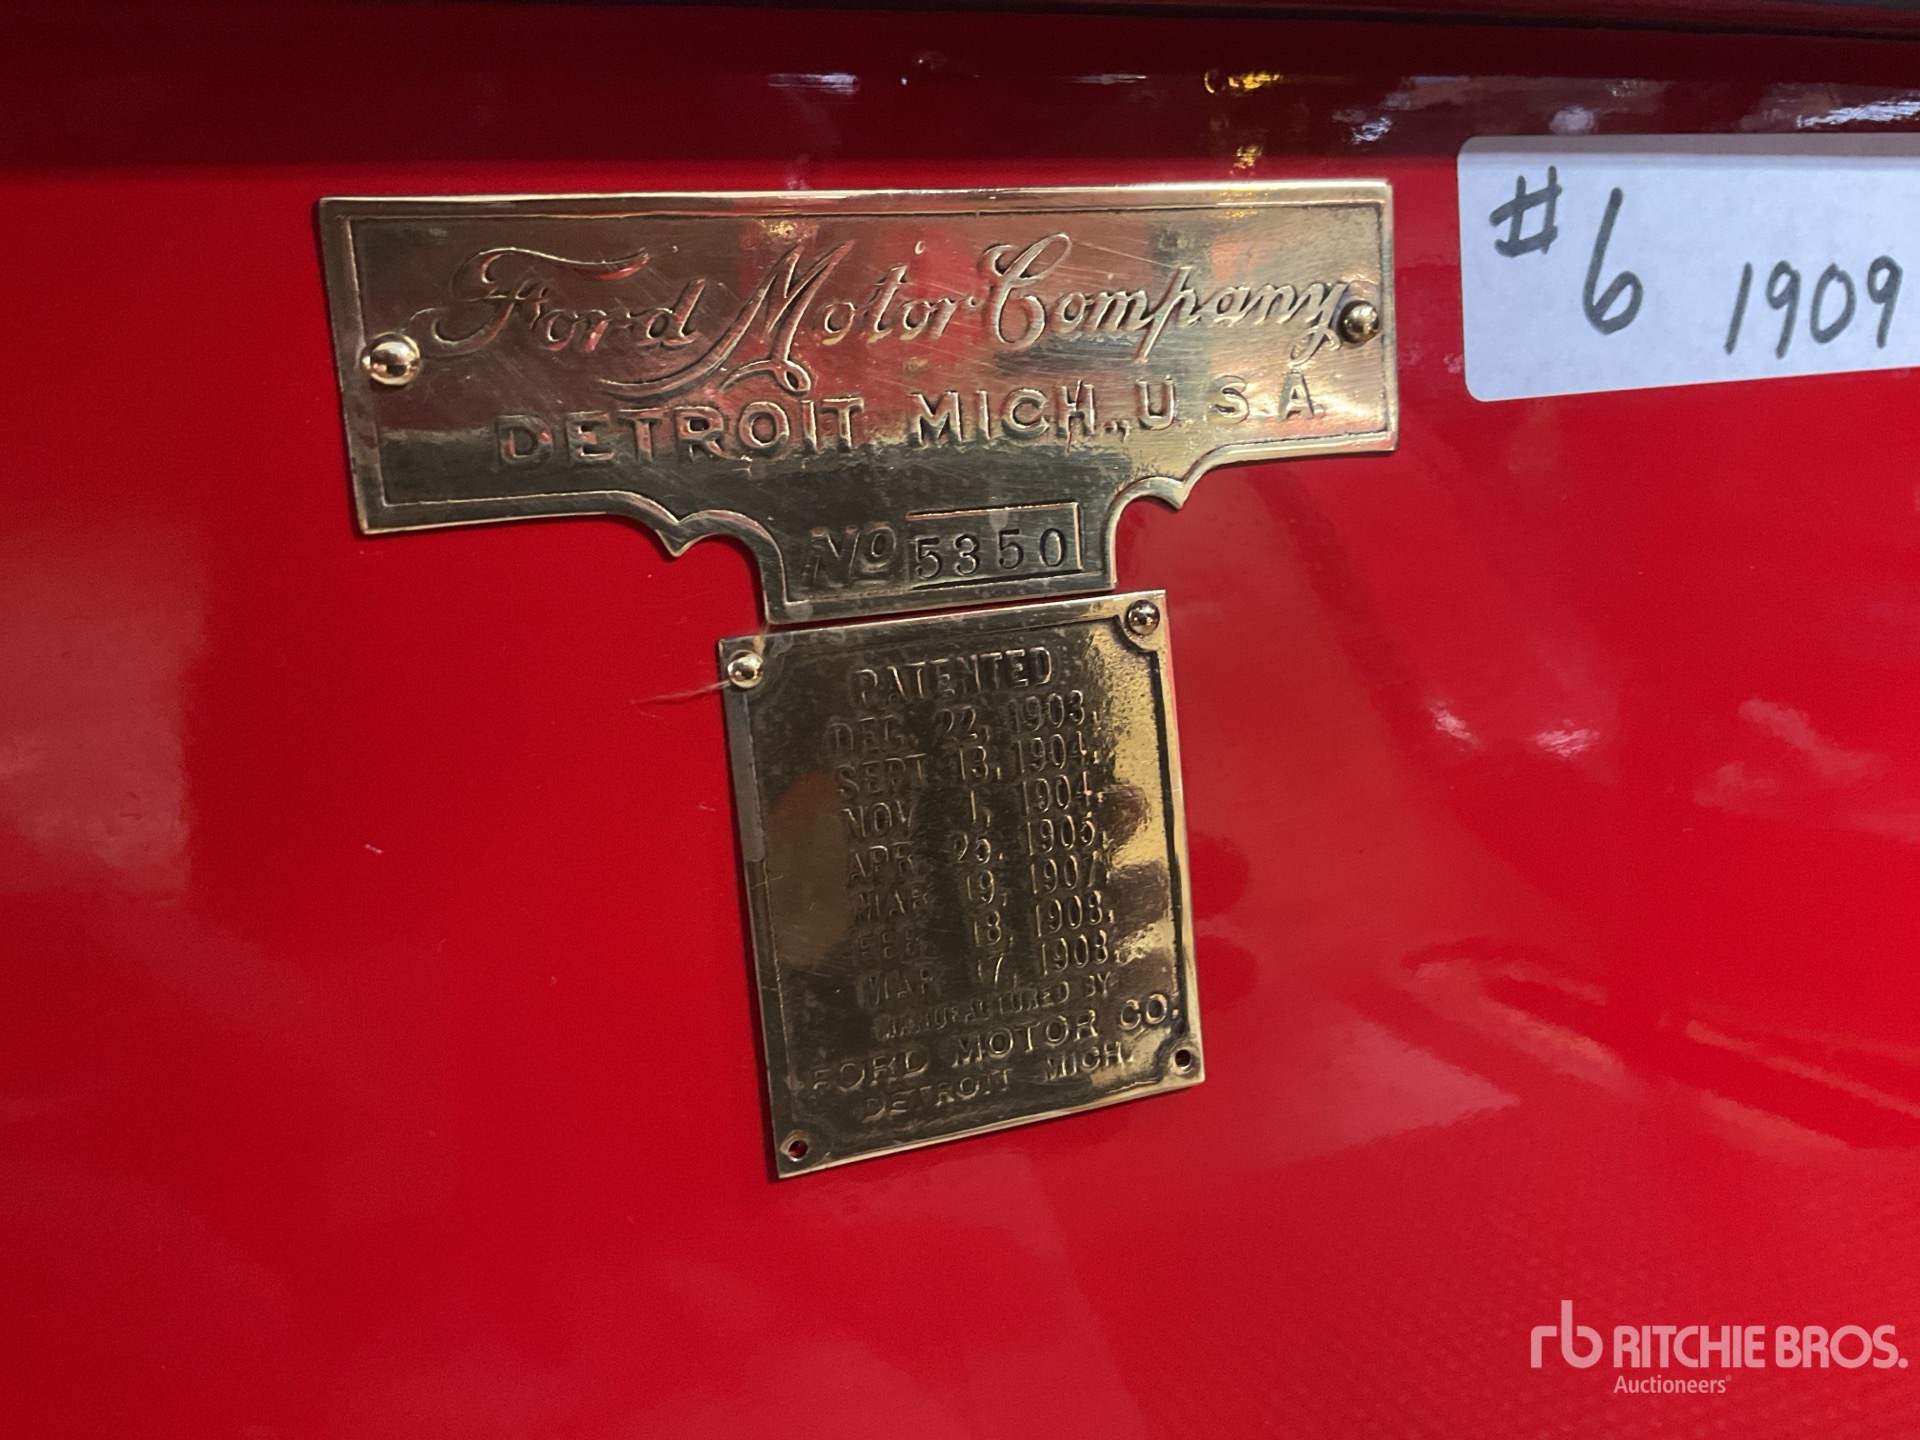 Ford Motor Company
DETROIT MICH., U.S.A.
No 5350
PATENTED
DEC. 22, 1903,
SEPT. 13, 1904,
NOV. 1, 1904,
APR. 25, 1905,
MAR. 19, 1907,
FEB. 18, 1908,
MAR. 17, 1908,
MANUFACTURED BY
FORD MOTOR CO.
DETROIT MICH.
#6 1909
rb RITCHIE BROS.
Auctioneers